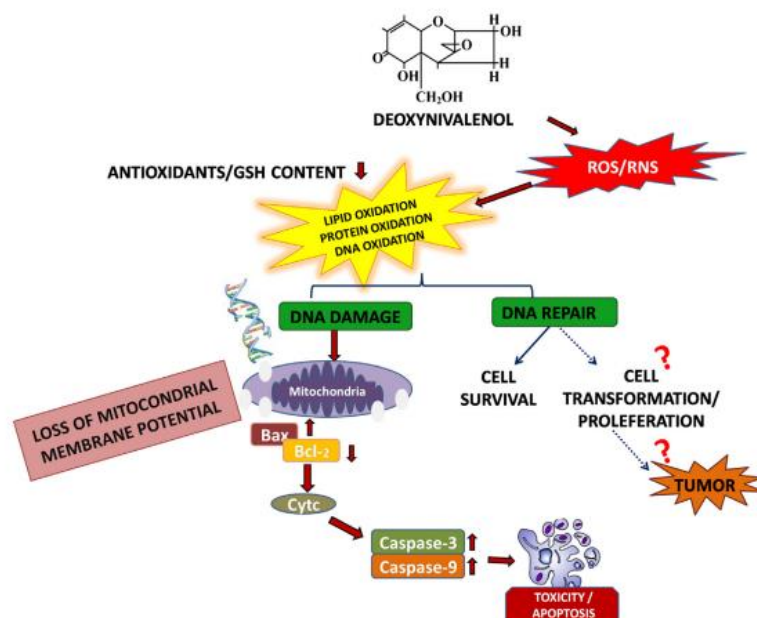 O
OH
O
O
OH
H
H
CH₂OH
DEOXYNIVALENOL
ROS/RNS
ANTIOXIDANTS/GSH CONTENT
LIPID OXIDATION
PROTEIN OXIDATION
DNA OXIDATION
DNA DAMAGE
DNA REPAIR
Mitochondria
LOSS OF MITOCONDRIAL
MEMBRANE POTENTIAL
CELL
SURVIVAL
?
CELL
TRANSFORMATION/
PROLEFERATION
?
TUMOR
Bax
Bcl-2
Cytc
Caspase-3
Caspase-9
TOXICITY /
APOPTOSIS